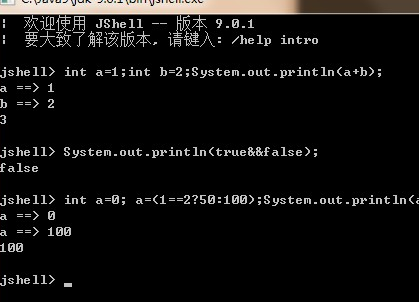 C:\Java9\jdk-9.0.1\bin\jshell.exe
¦ 欢迎使用 JShell -- 版本 9.0.1
¦ 要大致了解该版本, 请键入: /help intro
jshell> int a=1;int b=2;System.out.println(a+b);
a ==> 1
b ==> 2
3
jshell> System.out.println(true&&false);
false
jshell> int a=0; a=(1==2?50:100);System.out.println(a
a ==> 0
a ==> 100
100
jshell>